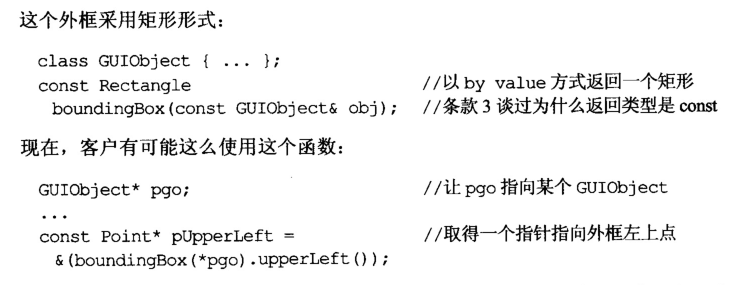 这个外框采用矩形形式：
class GUIObject { ... };
const Rectangle //以 by value 方式返回一个矩形
boundingBox(const GUIObject& obj); //条款 3 谈过为什么返回类型是 const
现在，客户有可能这么使用这个函数：
GUIObject* pgo; //让 pgo 指向某个 GUIObject
...
const Point* pUpperLeft = //取得一个指针指向外框左上点
&(boundingBox(*pgo).upperLeft());